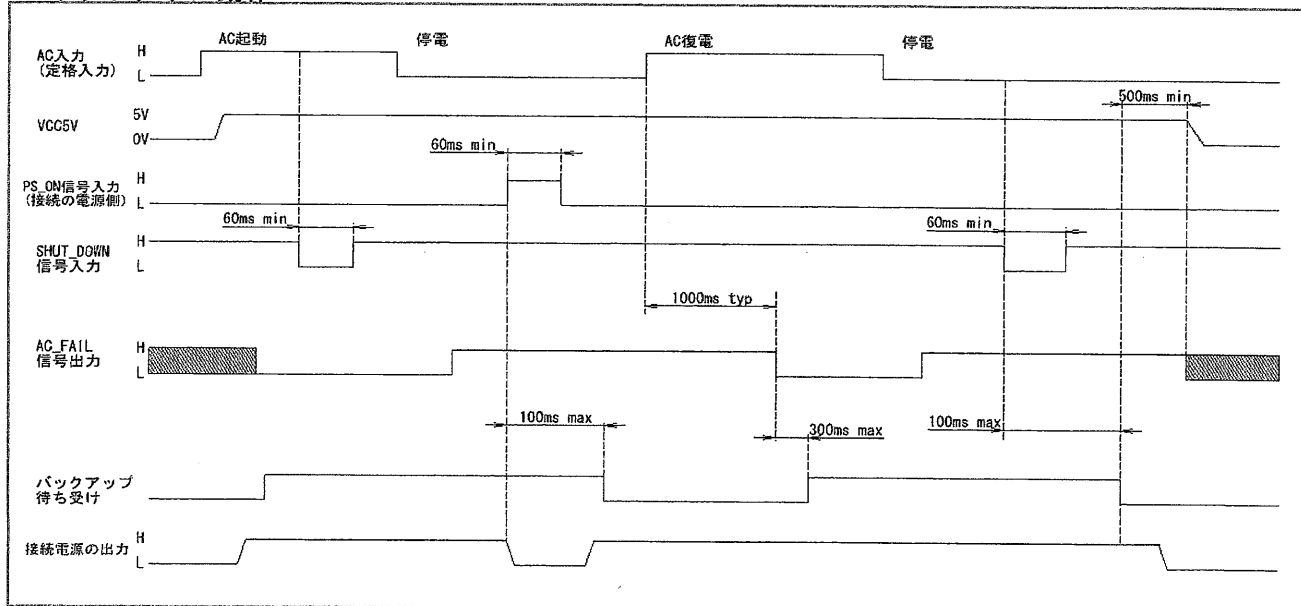 AC起動
停電
AC復電
停電
AC入力
(定格入力)
H
L
500ms min
VCC5V
5V
0V
60ms min
PS_ON信号入力
(接続の電源側)
H
L
60ms min
60ms min
SHUT_DOWN
信号入力
H
L
1000ms typ
AC_FAIL
信号出力
H
L
100ms max
300ms max
100ms max
バックアップ
待ち受け
接続電源の出力
H
L